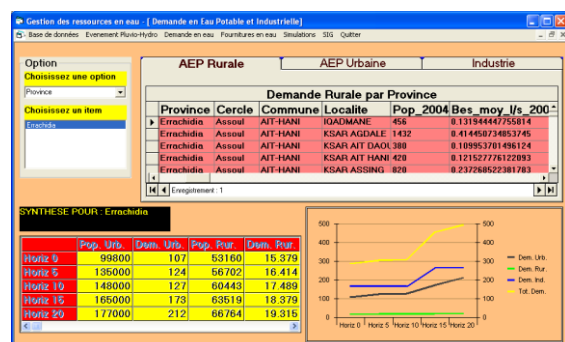 Gestion des ressources en eau - [ Demande en Eau Potable et Industrielle]
Base de données Evenement Pluvio-Hydro Demande en eau Fournitures en eau Simulations SIG Quitter
Option
Choisissez une option
Province
Choisissez un item
Errachidia
AEP Rurale AEP Urbaine Industrie
Demande Rurale par Province
Province Cercle Commune Localite Pop_2004 Bes_moy_l/s_200
Errachidia Assoul AIT-HANI IQADMANE 456 0.131944447755814
Errachidia Assoul AIT-HANI KSAR AGDALE 1432 0.414450734853745
Errachidia Assoul AIT-HANI KSAR AIT DAOU 380 0.109953701496124
Errachidia Assoul AIT-HANI KSAR AIT HANI 420 0.121527776122093
Errachidia Assoul AIT-HANI KSAR ASSING 820 0.237268522381783
Enregistrement : 1
SYNTHESE POUR : Errachidia
Pop. Urb. Dem. Urb. Pop. Rur. Dem. Rur.
Horiz 0 99800 107 53160 15.379
Horiz 5 135000 124 56702 16.414
Horiz 10 148000 127 60443 17.489
Horiz 15 165000 173 63519 18.379
Horiz 20 177000 212 66764 19.315
500 500
400 400
300 300
200 200
100 100
0 0
Horiz 0 Horiz 5 Horiz 10 Horiz 15 Horiz 20
Dem. Urb.
Dem. Rur.
Dem. Ind.
Tot. Dem.